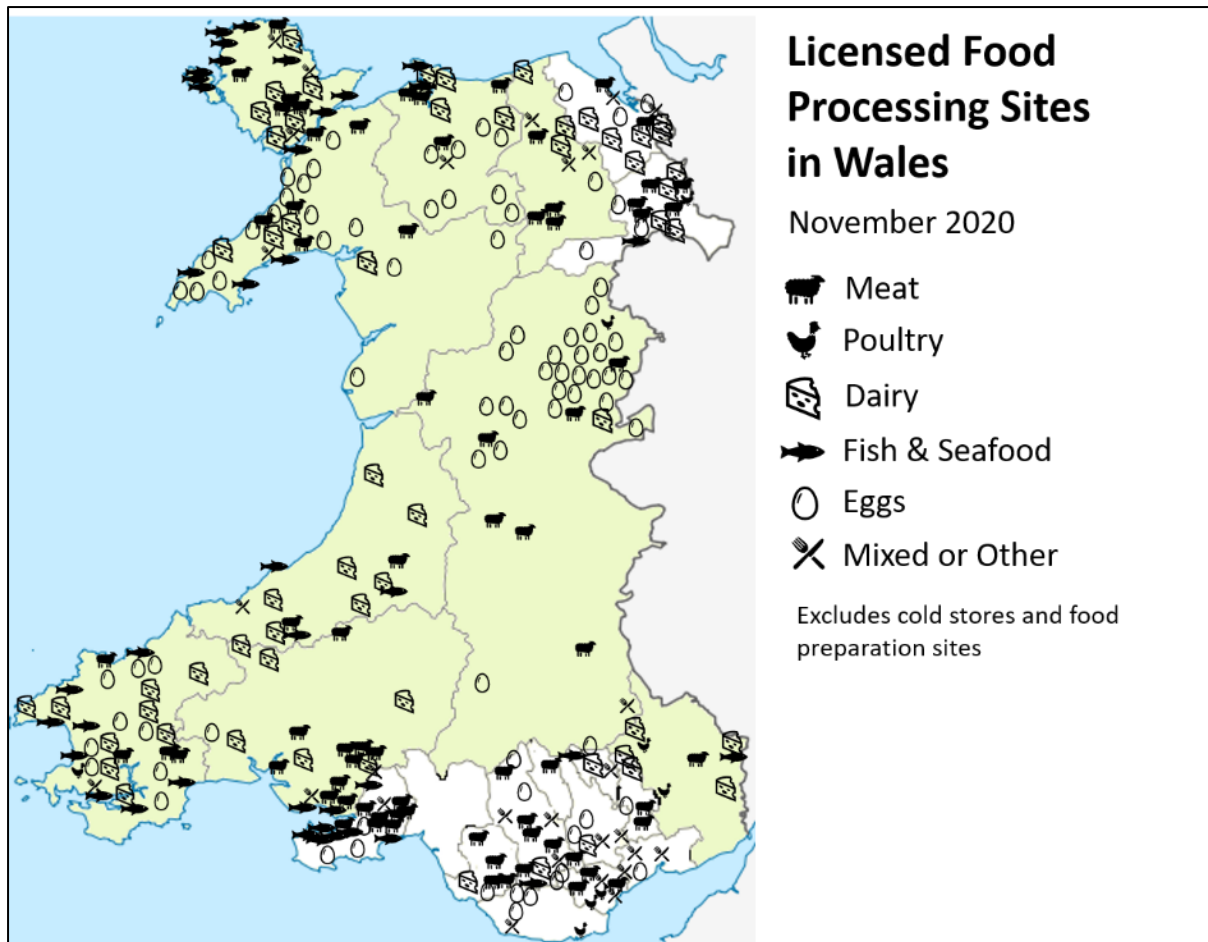 Licensed Food
Processing Sites
in Wales
November 2020
Meat
Poultry
Dairy
Fish & Seafood
Eggs
Mixed or Other
Excludes cold stores and food
preparation sites